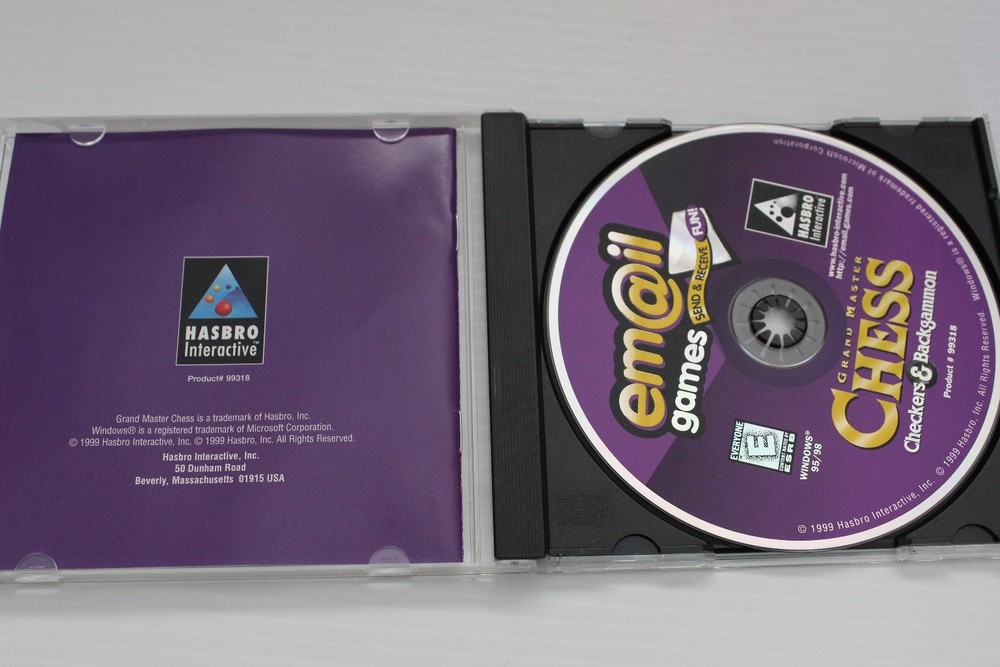 HASBRO
Interactive™
Product# 99318
Grand Master Chess is a trademark of Hasbro, Inc.
Windows® is a registered trademark of Microsoft Corporation.
© 1999 Hasbro Interactive, Inc. © 1999 Hasbro, Inc. All Rights Reserved.
Hasbro Interactive, Inc.
50 Dunham Road
Beverly, Massachusetts 01915 USA
em@il
games
SEND & RECEIVE FUN!
HASBRO
Interactive
www.hasbro-interactive.com
http://email.games.com
GRAND MASTER
CHESS
Checkers & Backgammon
Product # 99318
EVERYONE
E
ESRB
WINDOWS®
95/98
© 1999 Hasbro Interactive, Inc. © 1999 Hasbro, Inc. All Rights Reserved. Windows® is a registered trademark of Microsoft Corporation